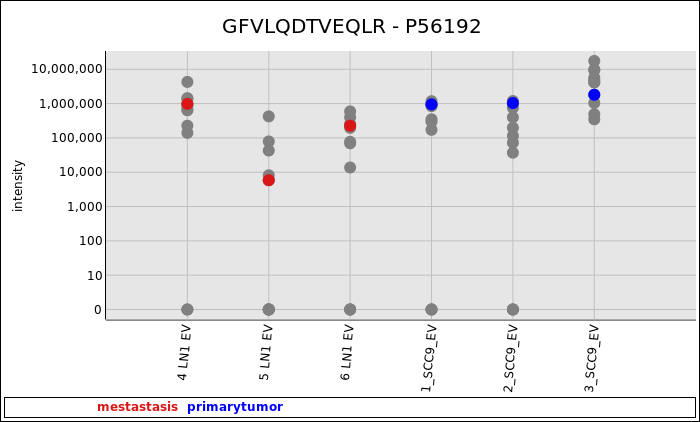 GFVLQDTVEQLR - P56192
10,000,000
1,000,000
100,000
10,000
1,000
100
10
0
intensity
4 LN1 EV
5 LN1 EV
6 LN1 EV
1_SCC9_EV
2_SCC9_EV
3_SCC9_EV
mestastasis primarytumor